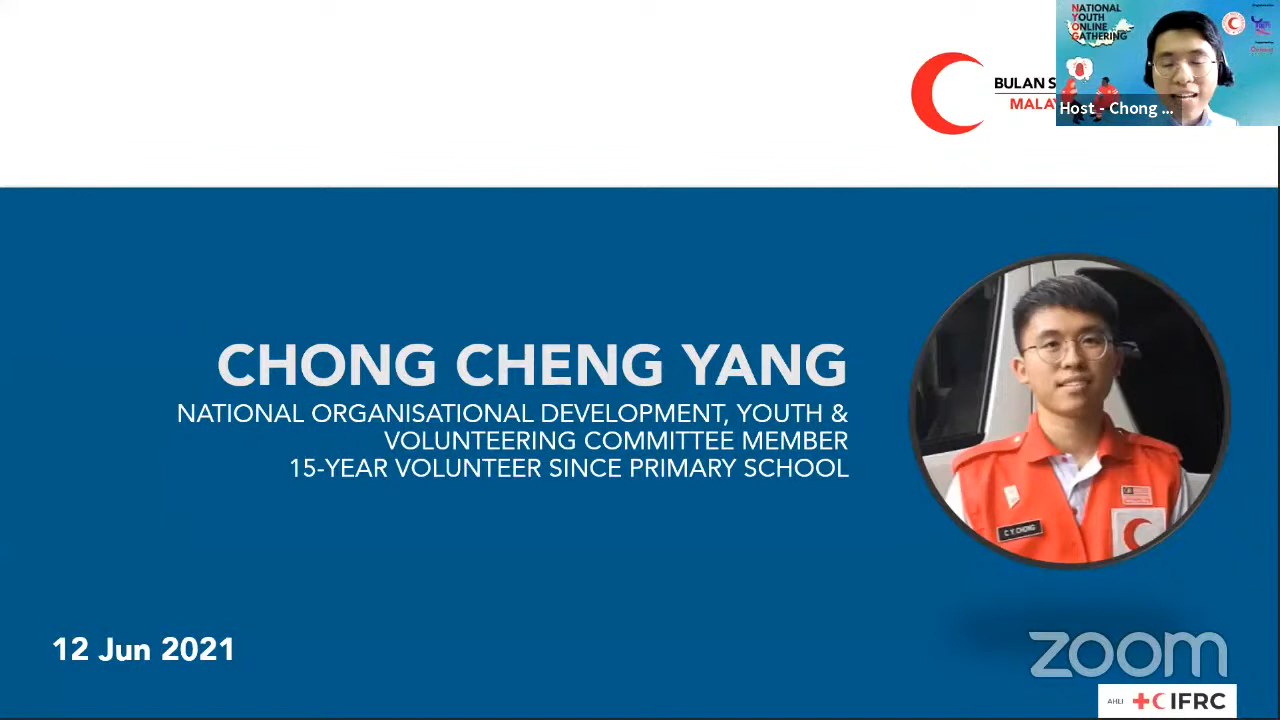 NATIONAL
YOUTH
ONLINE
GATHERING
BULAN S
MALAY
Host - Chong ...
CHONG CHENG YANG
NATIONAL ORGANISATIONAL DEVELOPMENT, YOUTH &
VOLUNTEERING COMMITTEE MEMBER
15-YEAR VOLUNTEER SINCE PRIMARY SCHOOL
C.Y.CHONG
12 Jun 2021
zoom
AHLI IFRC